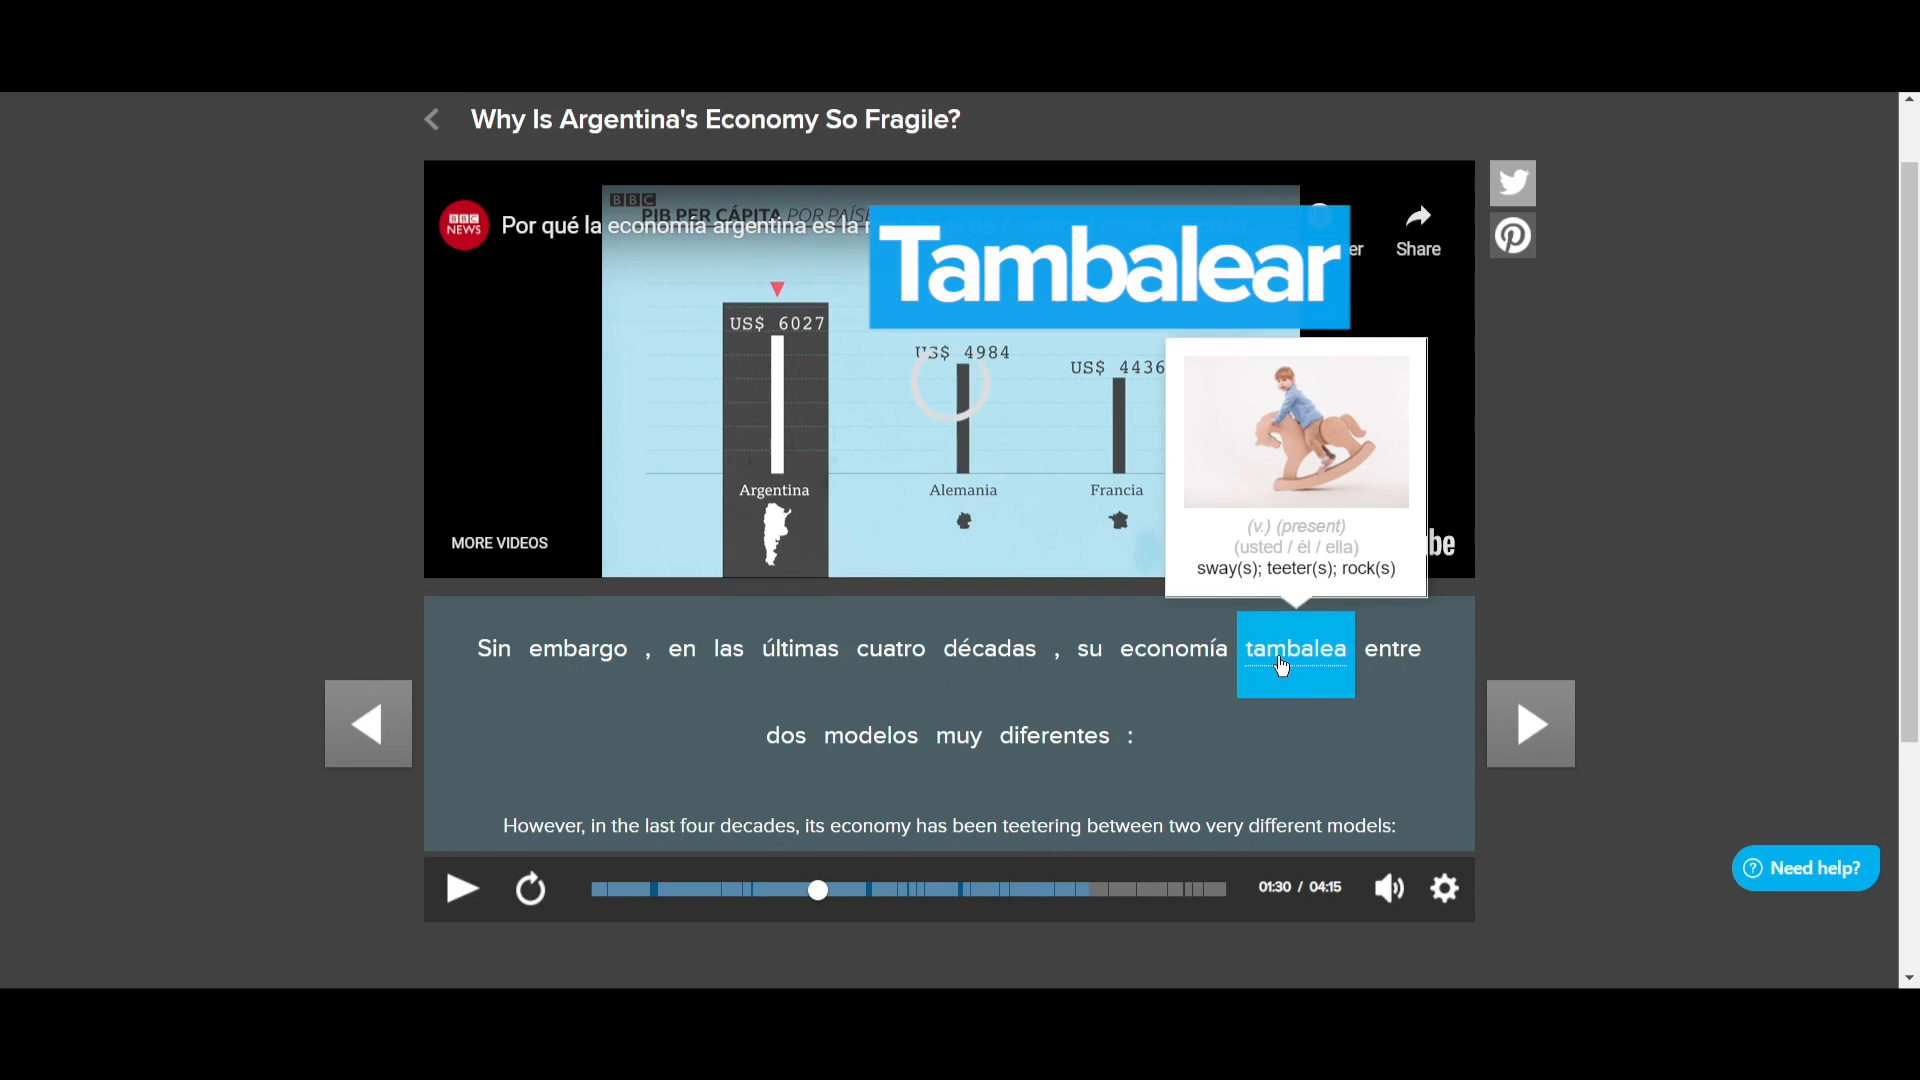 Why Is Argentina's Economy So Fragile?
BBC
PIB PER CÁPITA POR PAÍS
BBC
NEWS
Por qué la economía argentina es la
Tambalear
er
Share
US$ 6027
US$ 4984
US$ 4436
Argentina
Alemania
Francia
MORE VIDEOS
be
(v.) (present)
(usted / él / ella)
sway(s); teeter(s); rock(s)
Sin embargo , en las últimas cuatro décadas , su economía tambalea entre
dos modelos muy diferentes :
However, in the last four decades, its economy has been teetering between two very different models:
01:30 / 04:15
? Need help?